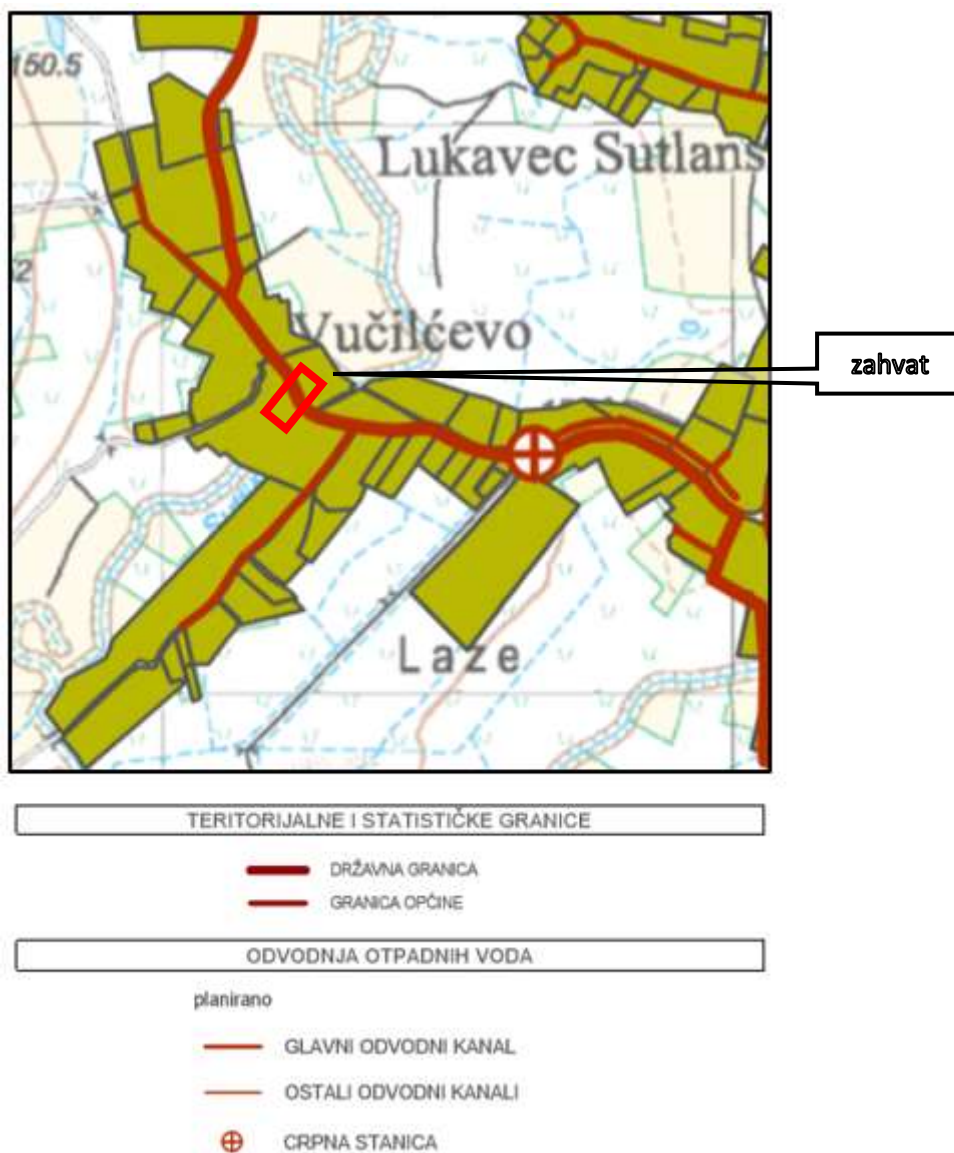 150.5
Lukavec Sutlans
2
Vučilćevo
zahvat
Laze
TERITORIJALNE I STATISTIČKE GRANICE
DRŽAVNA GRANICA
GRANICA OPĆINE
ODVODNJA OTPADNIH VODA
planirano
GLAVNI ODVODNI KANAL
OSTALI ODVODNI KANALI
CRPNA STANICA